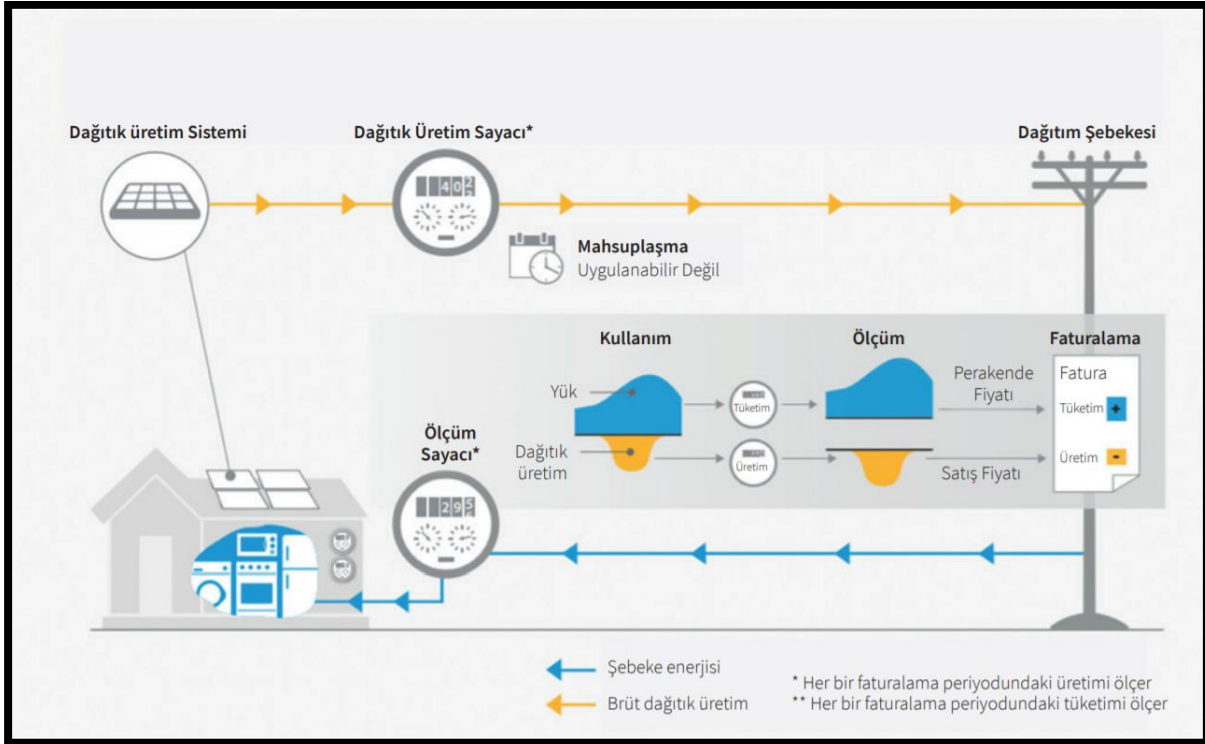 Dağıtık üretim Sistemi
Dağıtık Üretim Sayacı*
Dağıtım Şebekesi
Mahsuplaşma
Uygulanabilir Değil
Kullanım
Ölçüm
Faturalama
Yük
Tüketim
Perakende
Fiyatı
Fatura
Tüketim +
Ölçüm
Sayacı*
Dağıtık
üretim
Üretim
Satış Fiyatı
Üretim -
Şebeke enerjisi
Brüt dağıtık üretim
* Her bir faturalama periyodundaki üretimi ölçer
** Her bir faturalama periyodundaki tüketimi ölçer